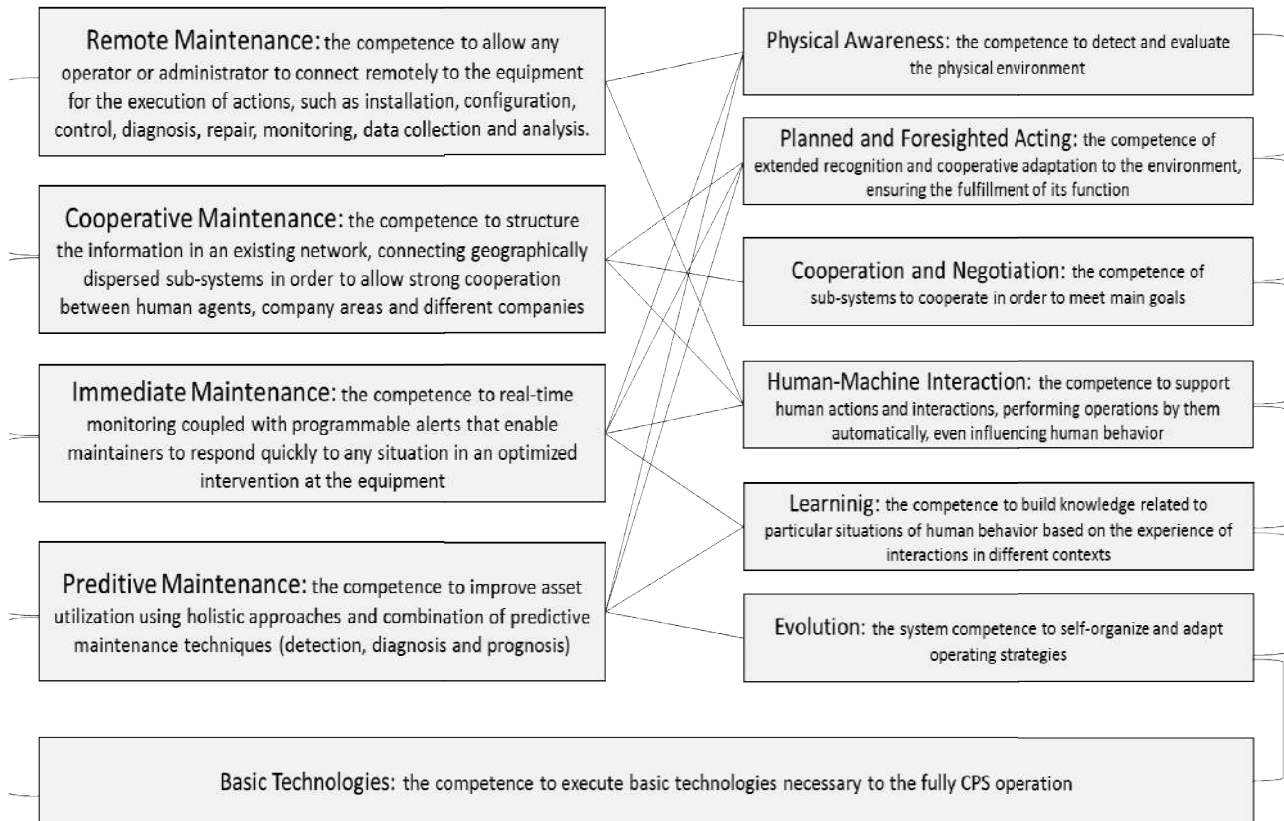 Remote Maintenance: the competence to allow any
operator or administrator to connect remotely to the equipment
for the execution of actions, such as installation, configuration,
control, diagnosis, repair, monitoring, data collection and analysis.
Cooperative Maintenance: the competence to structure
the information in an existing network, connecting geographically
dispersed sub-systems in order to allow strong cooperation
between human agents, company areas and different companies
Immediate Maintenance: the competence to real-time
monitoring coupled with programmable alerts that enable
maintainers to respond quickly to any situation in an optimized
intervention at the equipment
Preditive Maintenance: the competence to improve asset
utilization using holistic approaches and combination of predictive
maintenance techniques (detection, diagnosis and prognosis)
Physical Awareness: the competence to detect and evaluate
the physical environment
Planned and Foresighted Acting: the competence of
extended recognition and cooperative adaptation to the environment,
ensuring the fulfillment of its function
Cooperation and Negotiation: the competence of
sub-systems to cooperate in order to meet main goals
Human-Machine Interaction: the competence to support
human actions and interactions, performing operations by them
automatically, even influencing human behavior
Learninig: the competence to build knowledge related to
particular situations of human behavior based on the experience of
interactions in different contexts
Evolution: the system competence to self-organize and adapt
operating strategies
Basic Technologies: the competence to execute basic technologies necessary to the fully CPS operation